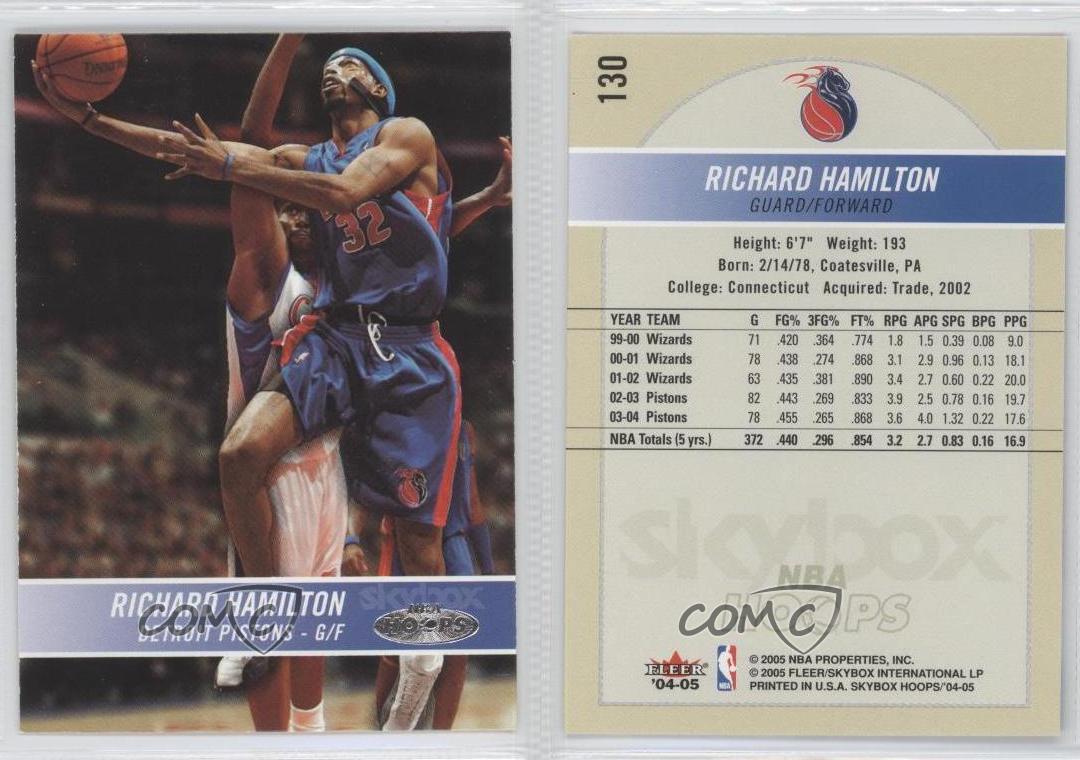 32
RICHARD HAMILTON
DETROIT PISTONS - G/F
skybox
NBA
HOOPS
COMC
130
RICHARD HAMILTON
GUARD/FORWARD
Height: 6'7" Weight: 193
Born: 2/14/78, Coatesville, PA
College: Connecticut Acquired: Trade, 2002
YEAR TEAM G FG% 3FG% FT% RPG APG SPG BPG PPG
99-00 Wizards 71 .420 .364 .774 1.8 1.5 0.39 0.08 9.0
00-01 Wizards 78 .438 .274 .868 3.1 2.9 0.96 0.13 18.1
01-02 Wizards 63 .435 .381 .890 3.4 2.7 0.60 0.22 20.0
02-03 Pistons 82 .443 .269 .833 3.9 2.5 0.78 0.16 19.7
03-04 Pistons 78 .455 .265 .868 3.6 4.0 1.32 0.22 17.6
NBA Totals (5 yrs.) 372 .440 .296 .854 3.2 2.7 0.83 0.16 16.9
skybox
NBA
HOOPS
COMC
FLEER
'04-05
NBA
© 2005 NBA PROPERTIES, INC.
© 2005 FLEER/SKYBOX INTERNATIONAL LP
PRINTED IN U.S.A. SKYBOX HOOPS/'04-05